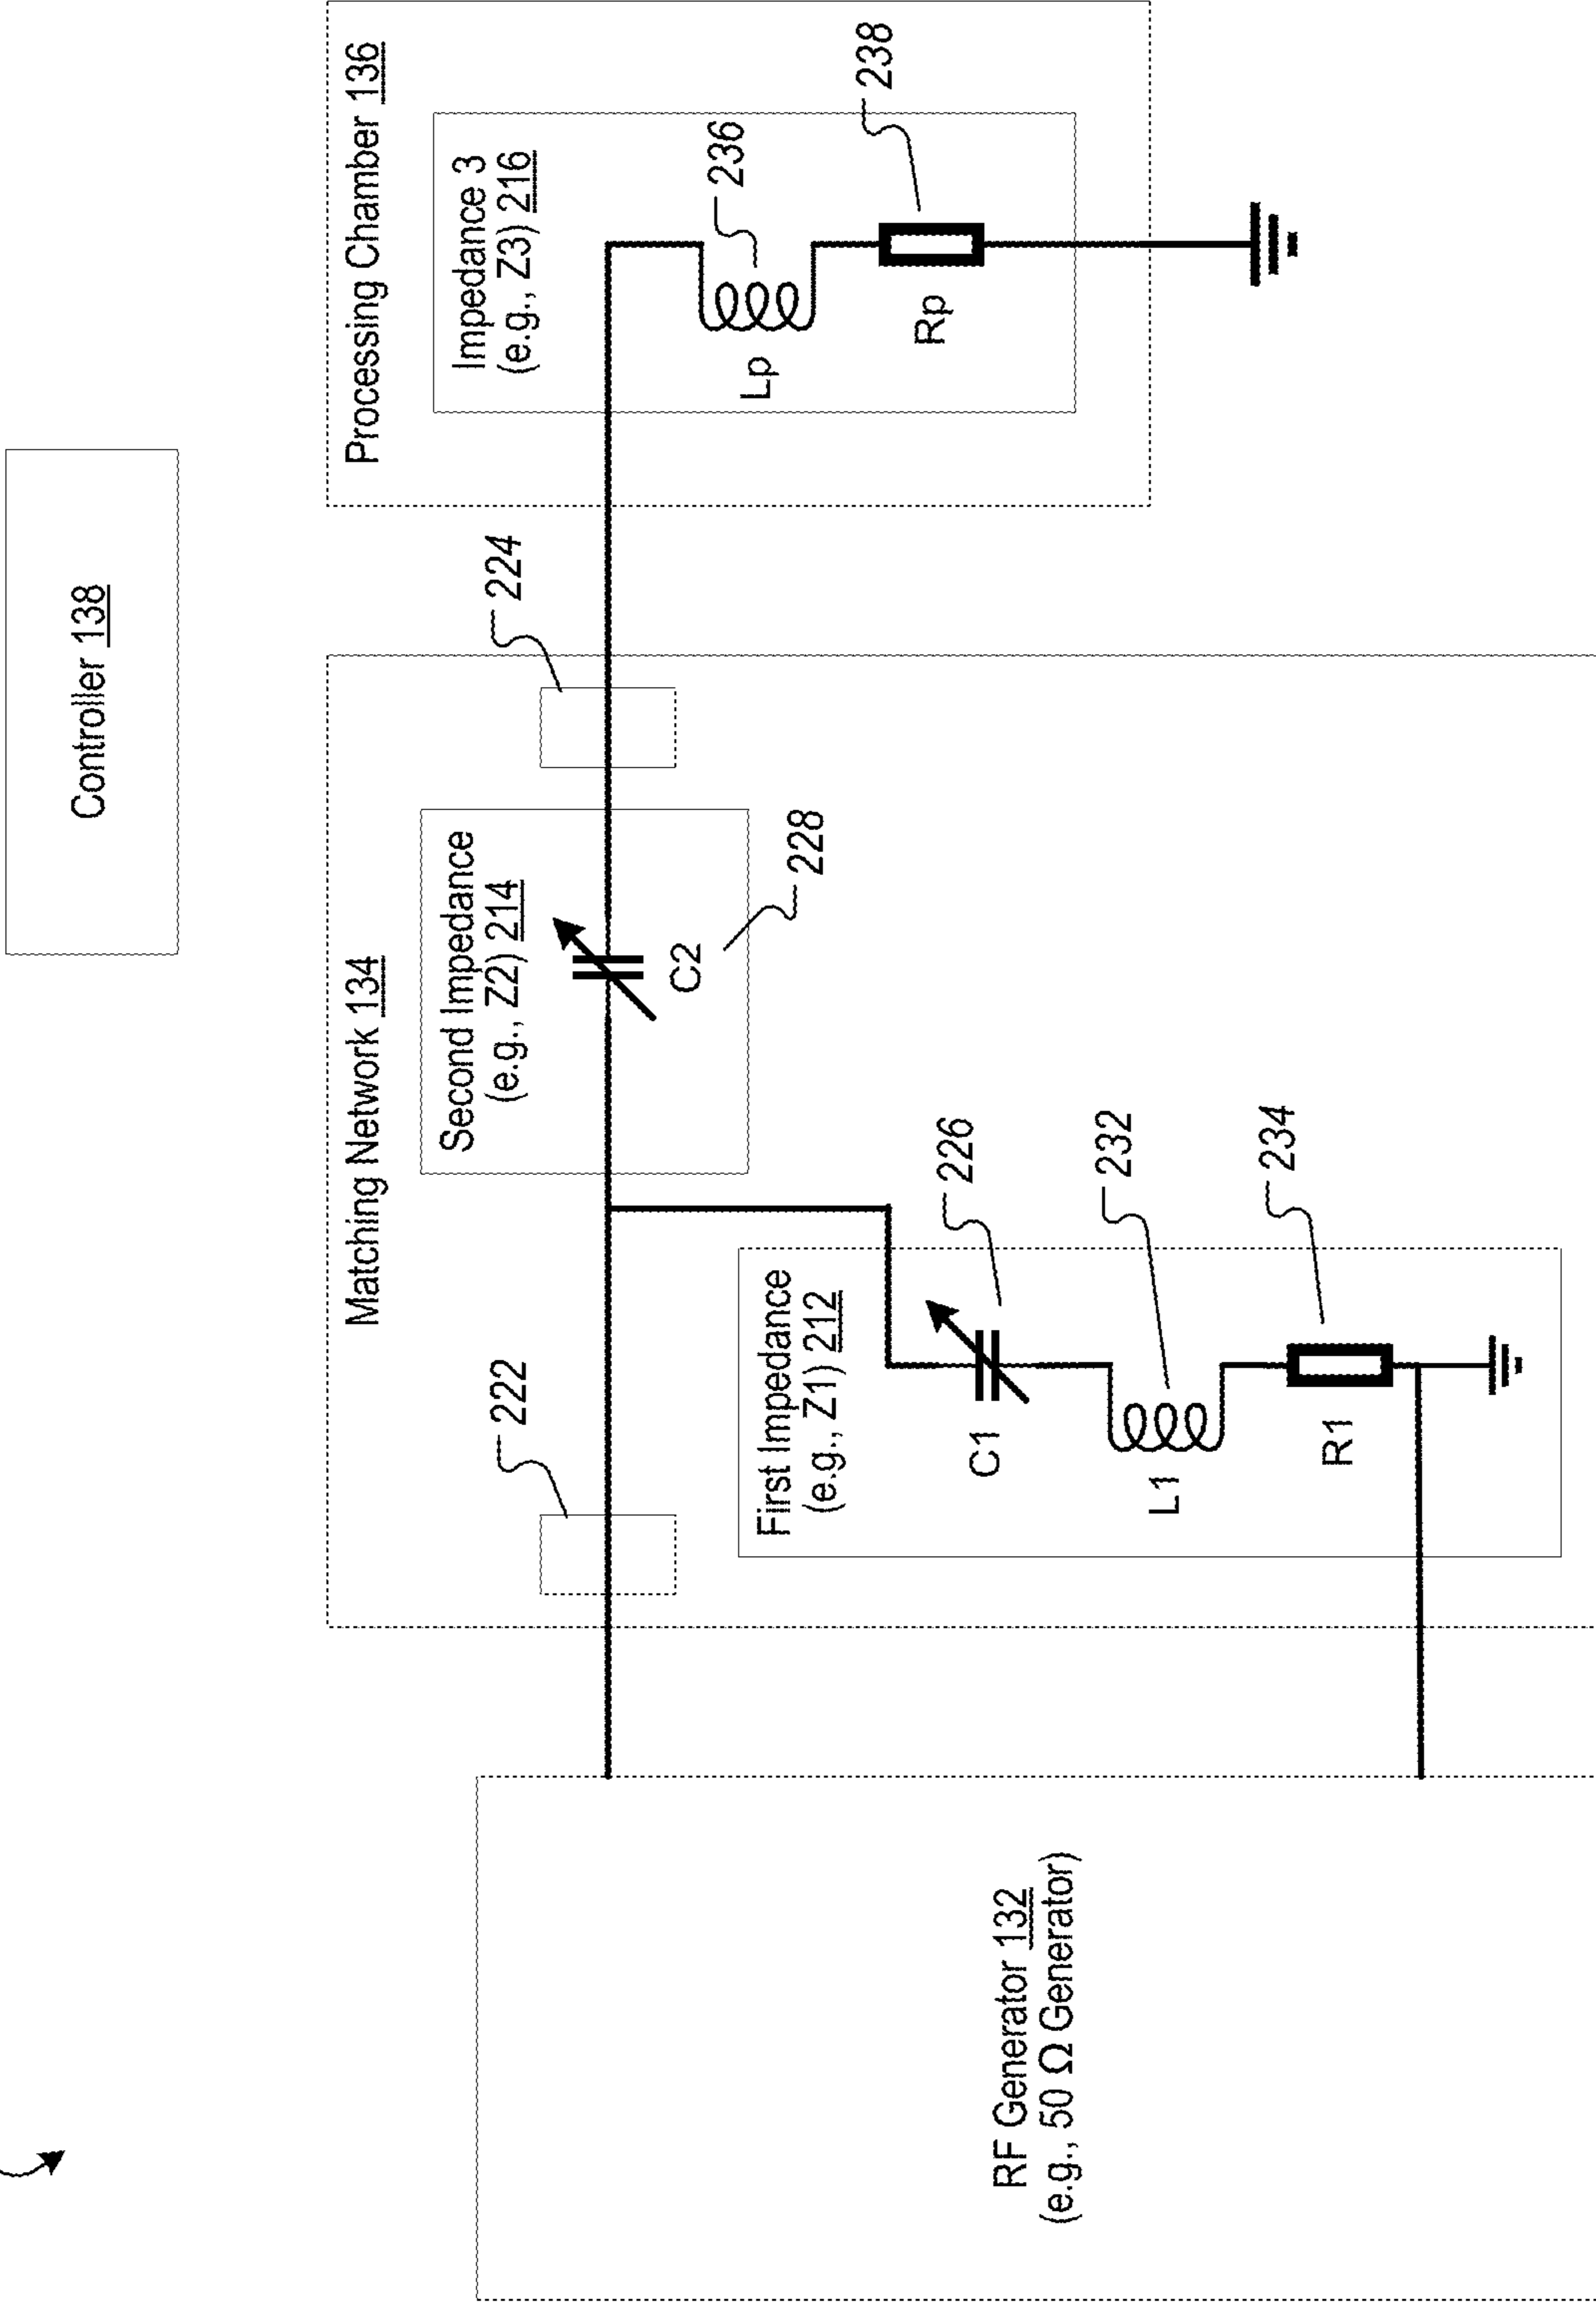 Controller 138
Processing Chamber 136
Impedance 3
(e.g., Z3) 216
236
Lp
238
Rp
Matching Network 134
224
Second Impedance
(e.g., Z2) 214
C2
228
222
First Impedance
(e.g., Z1) 212
226
C1
232
L1
234
R1
RF Generator 132
(e.g., 50 Ω Generator)